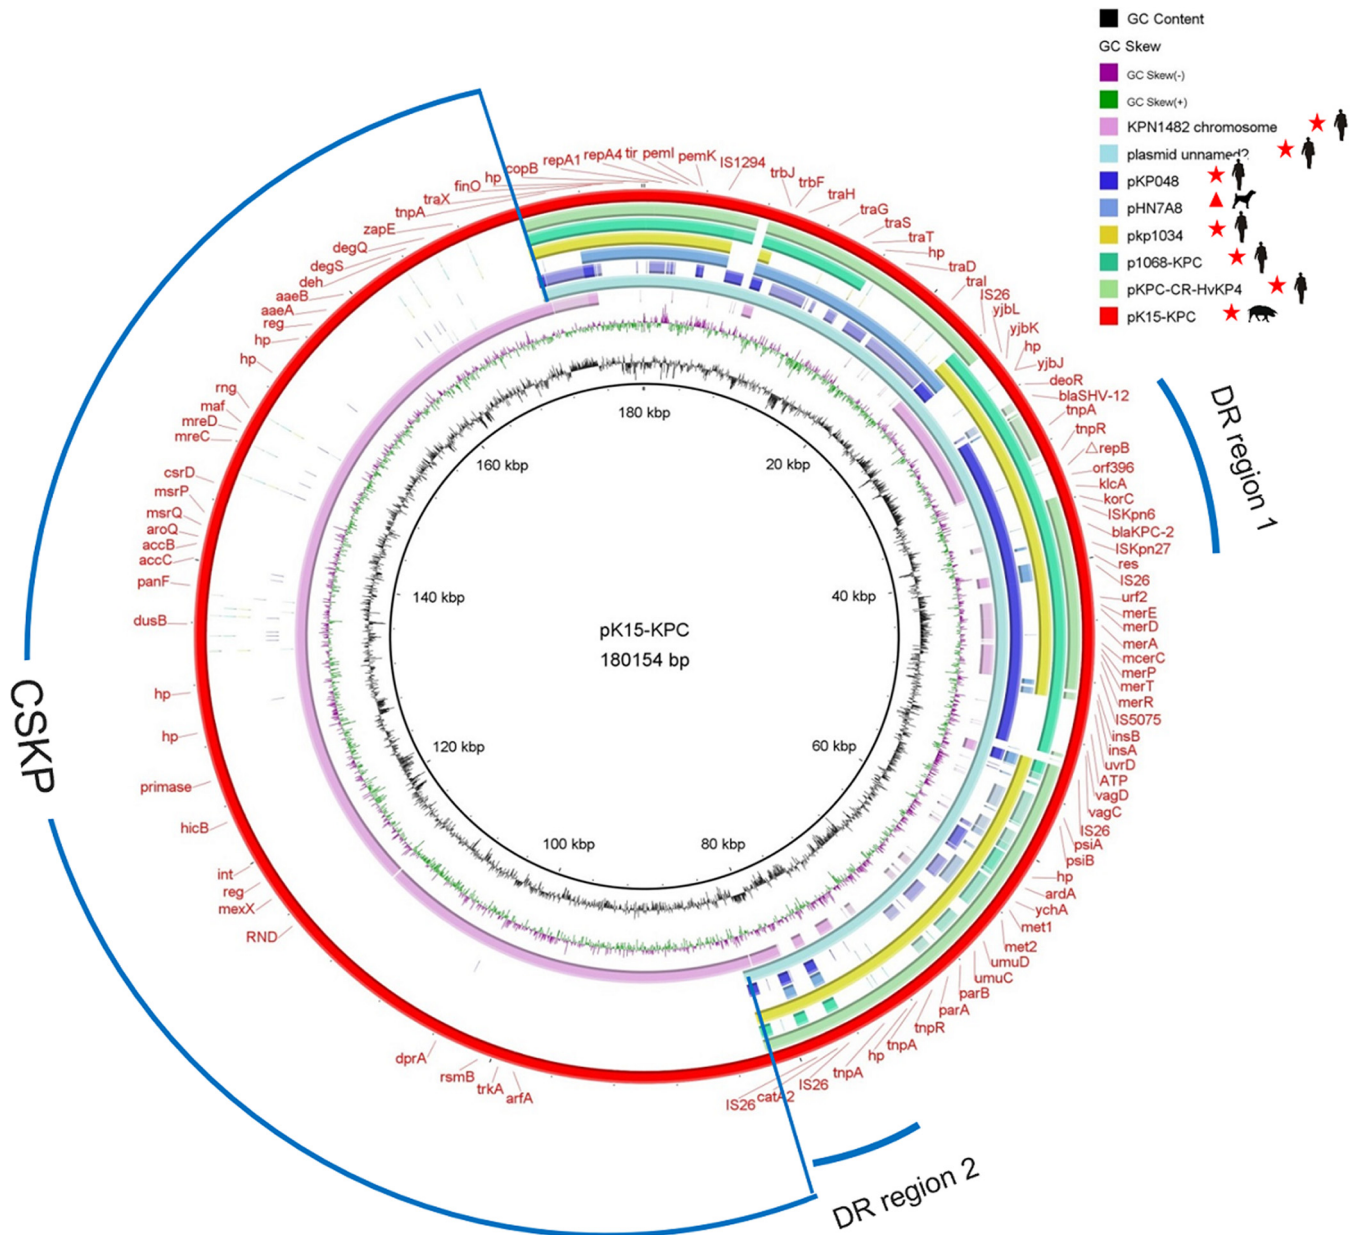 GC Content
GC Skew
GC Skew(-)
GC Skew(+)
KPN1482 chromosome
plasmid unnamed2
pKP048
pHN7A8
pkp1034
p1068-KPC
pKPC-CR-HvKP4
pK15-KPC
copB
repA1
repA4
tir
pemI
pemK
IS1294
trbJ
trbF
traH
traG
traS
traT
hp
traD
traI
IS26
yjbL
yjbK
hp
yjbJ
deoR
blaSHV-12
tnpA
tnpR
△repB
orf396
klcA
korC
ISKpn6
blaKPC-2
ISKpn27
res
IS26
urf2
merE
merD
merA
mcerC
merP
merT
merR
IS5075
insB
insA
uvrD
ATP
vagD
vagC
IS26
psiA
psiB
hp
ardA
ychA
met1
met2
umuD
umuC
parB
parA
tnpR
tnpA
hp
tnpA
IS26
catA2
IS26
arfA
trkA
rsmB
dprA
RND
mexX
reg
int
hicB
primase
hp
hp
dusB
panF
accC
accB
aroQ
msrQ
msrP
csrD
mreC
mreD
maf
rng
hp
hp
reg
aaeA
aaeB
deh
degS
degQ
zapE
tnpA
traX
finO
hp
180 kbp
20 kbp
40 kbp
60 kbp
80 kbp
100 kbp
120 kbp
140 kbp
160 kbp
pK15-KPC
180154 bp
DR region 1
DR region 2
CSKP